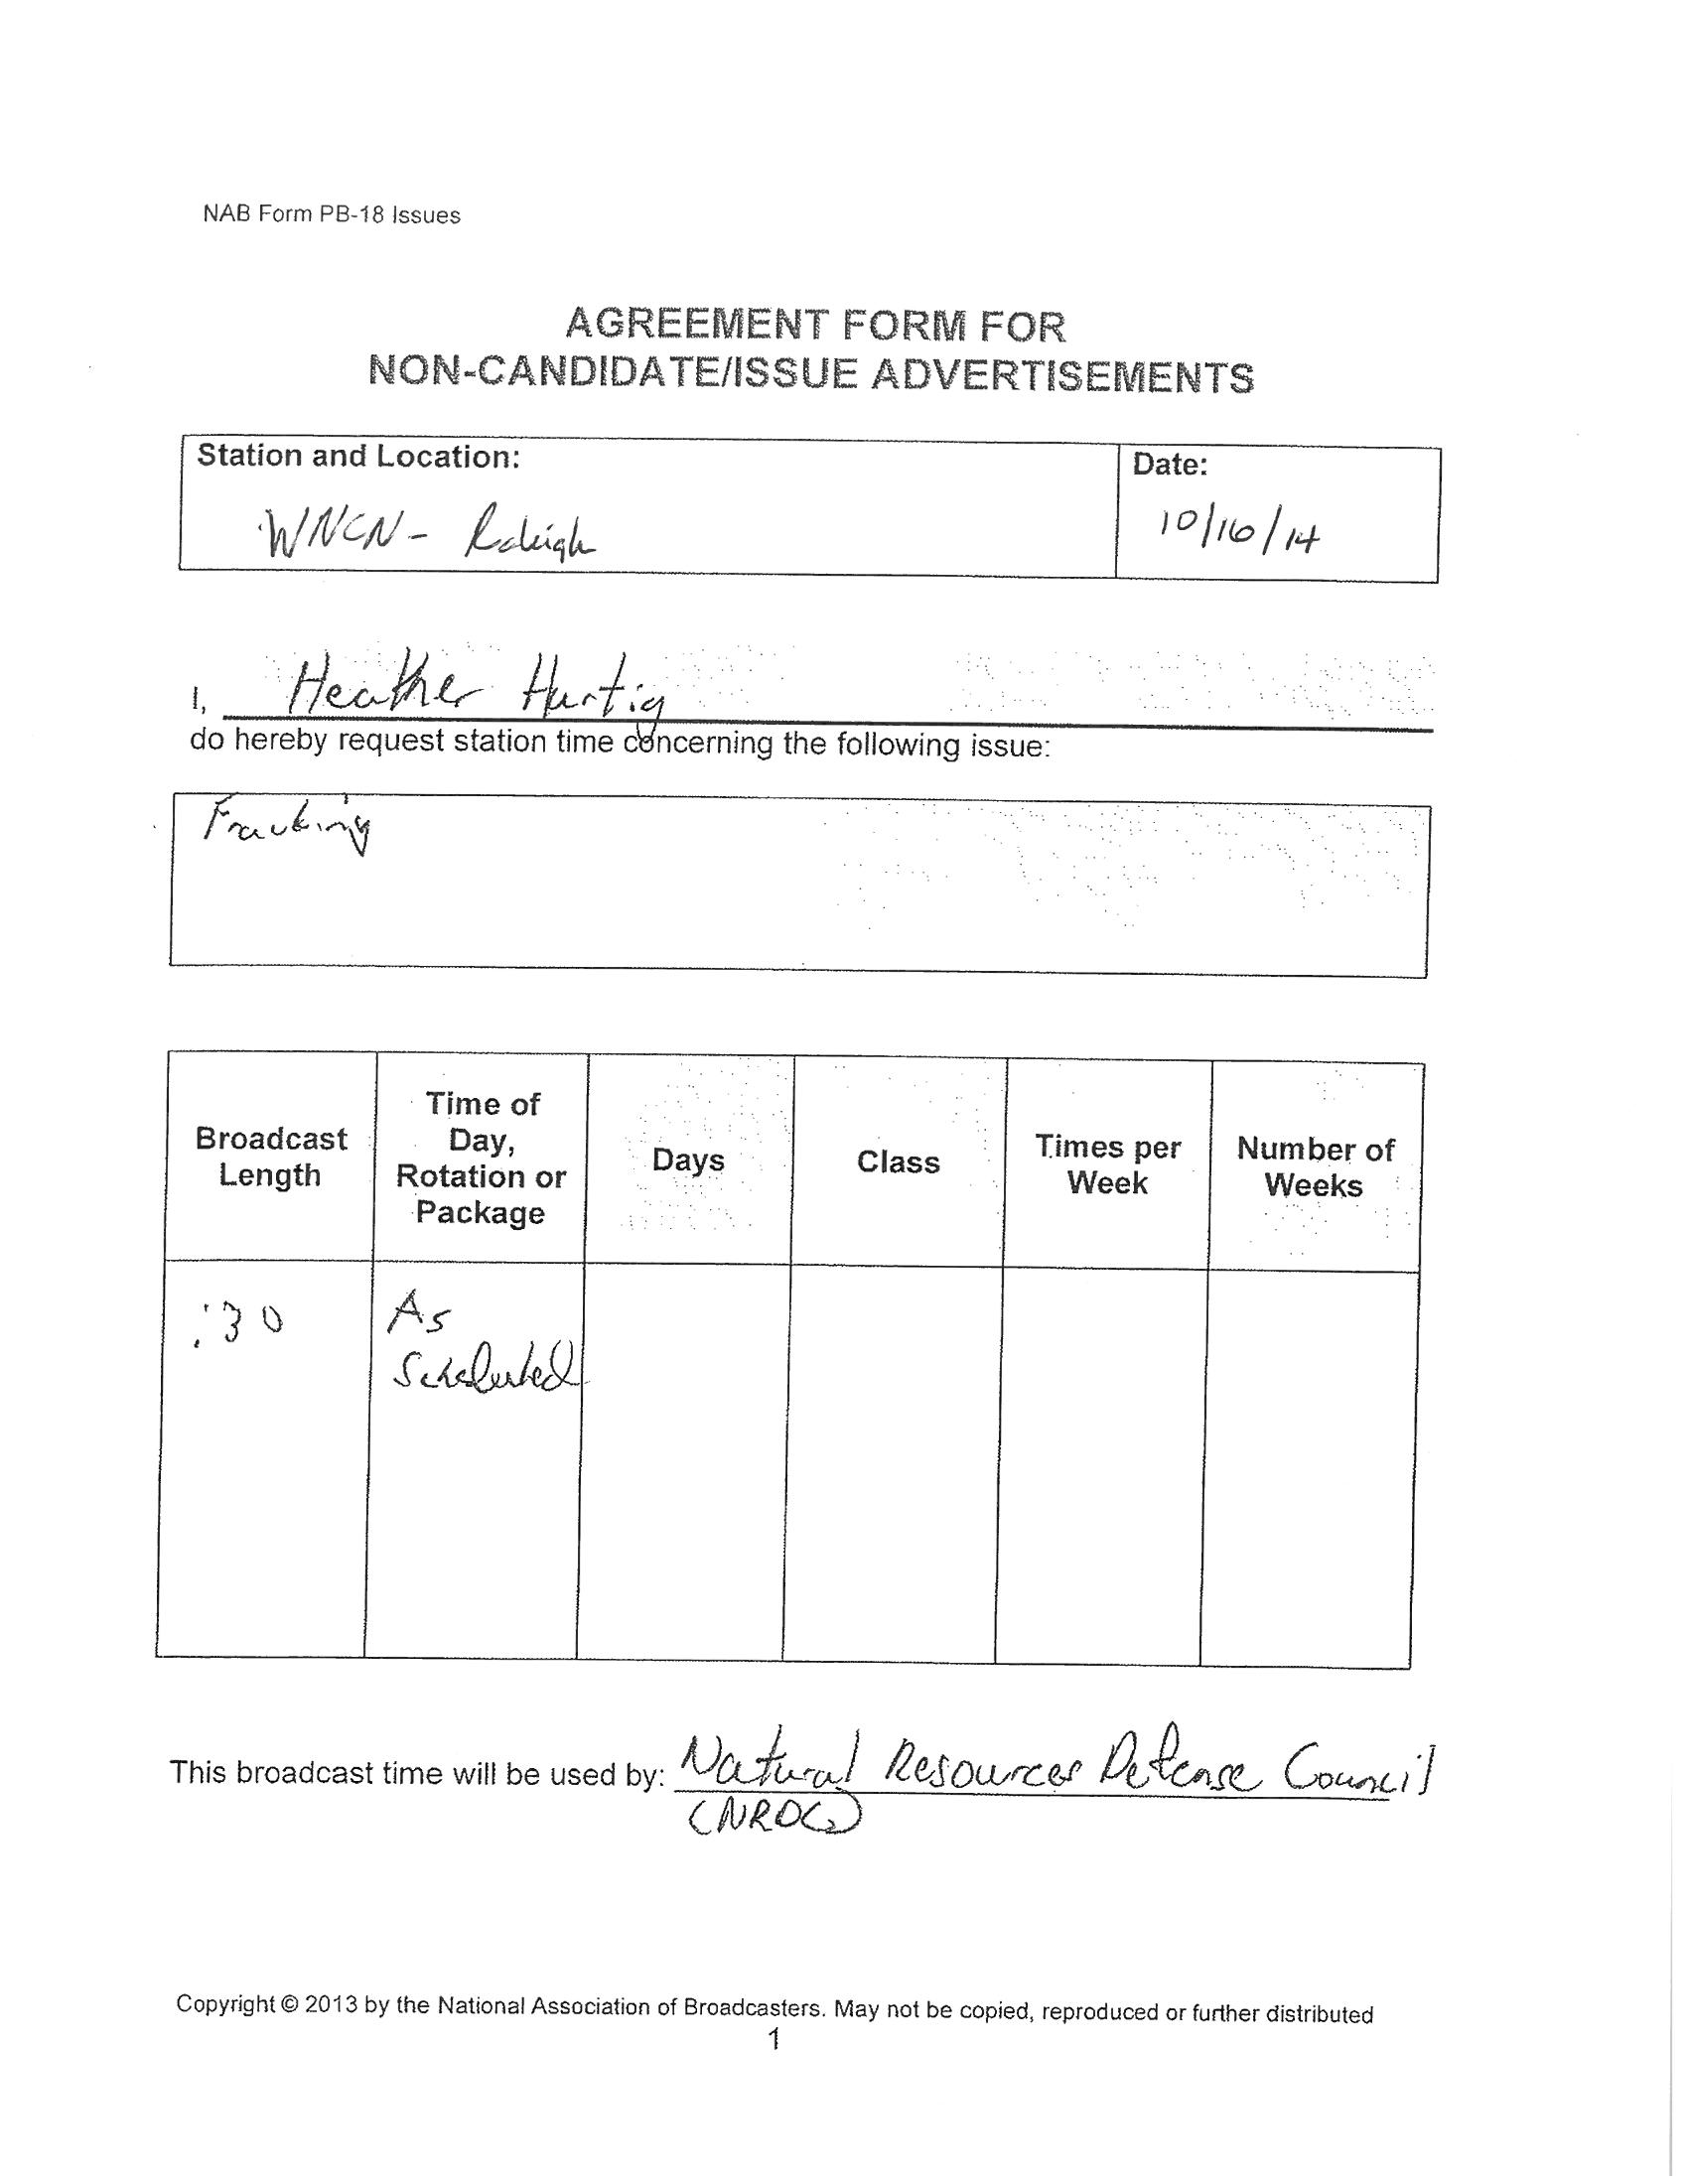 NAB Form PB-18 Issues
AGREEMENT FORM FOR
NON-CANDIDATE/ISSUE ADVERTISEMENTS
Station and Location:
WNCN - Raleigh
Date:
10/16/14
I, Heather Hurtig
do hereby request station time concerning the following issue:
Fracking
Broadcast
Length
Time of
Day,
Rotation or
Package
Days
Class
Times per
Week
Number of
Weeks
:30
As
Scheduled
This broadcast time will be used by: Natural Resources Defense Council
(NRDC)
Copyright © 2013 by the National Association of Broadcasters. May not be copied, reproduced or further distributed
1